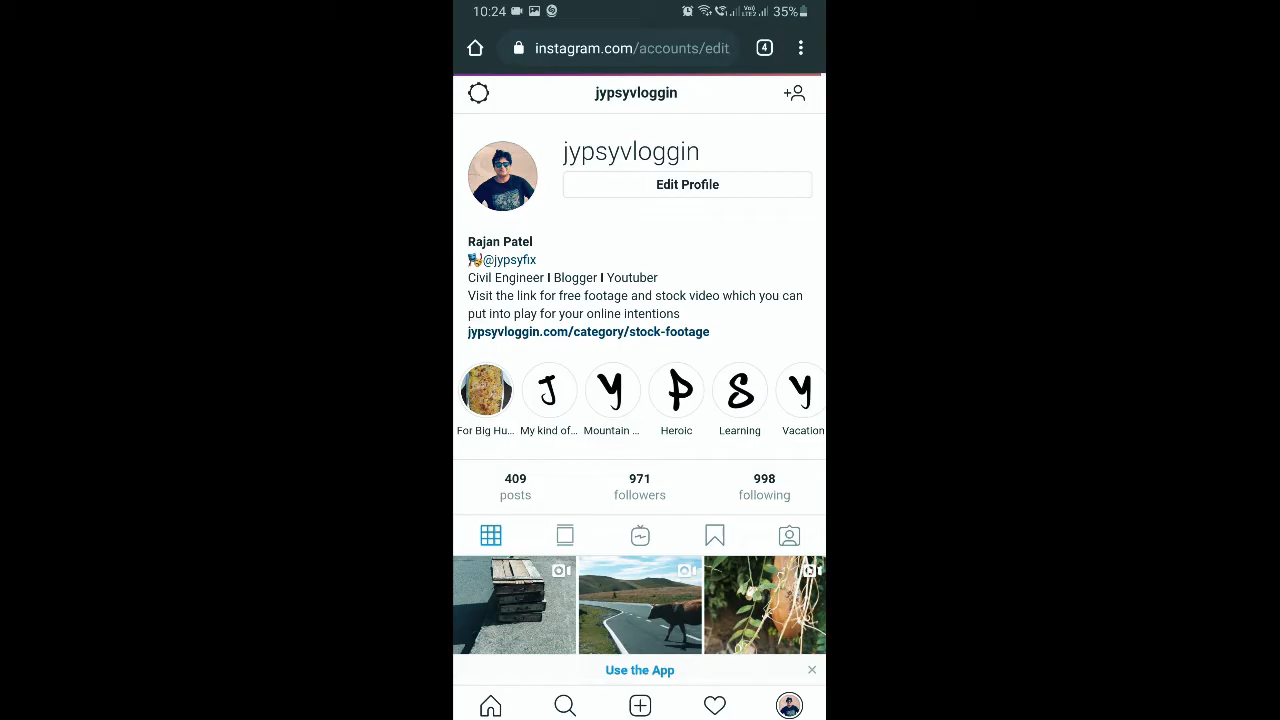 10:24 35%
instagram.com/accounts/edit 4
jypsyvloggin
jypsyvloggin
Edit Profile
Rajan Patel
@jypsyfix
Civil Engineer I Blogger I Youtuber
Visit the link for free footage and stock video which you can
put into play for your online intentions
jypsyvloggin.com/category/stock-footage
J Y P S Y
For Big Hu... My kind of... Mountain ... Heroic Learning Vacation
409 971 998
posts followers following
Use the App